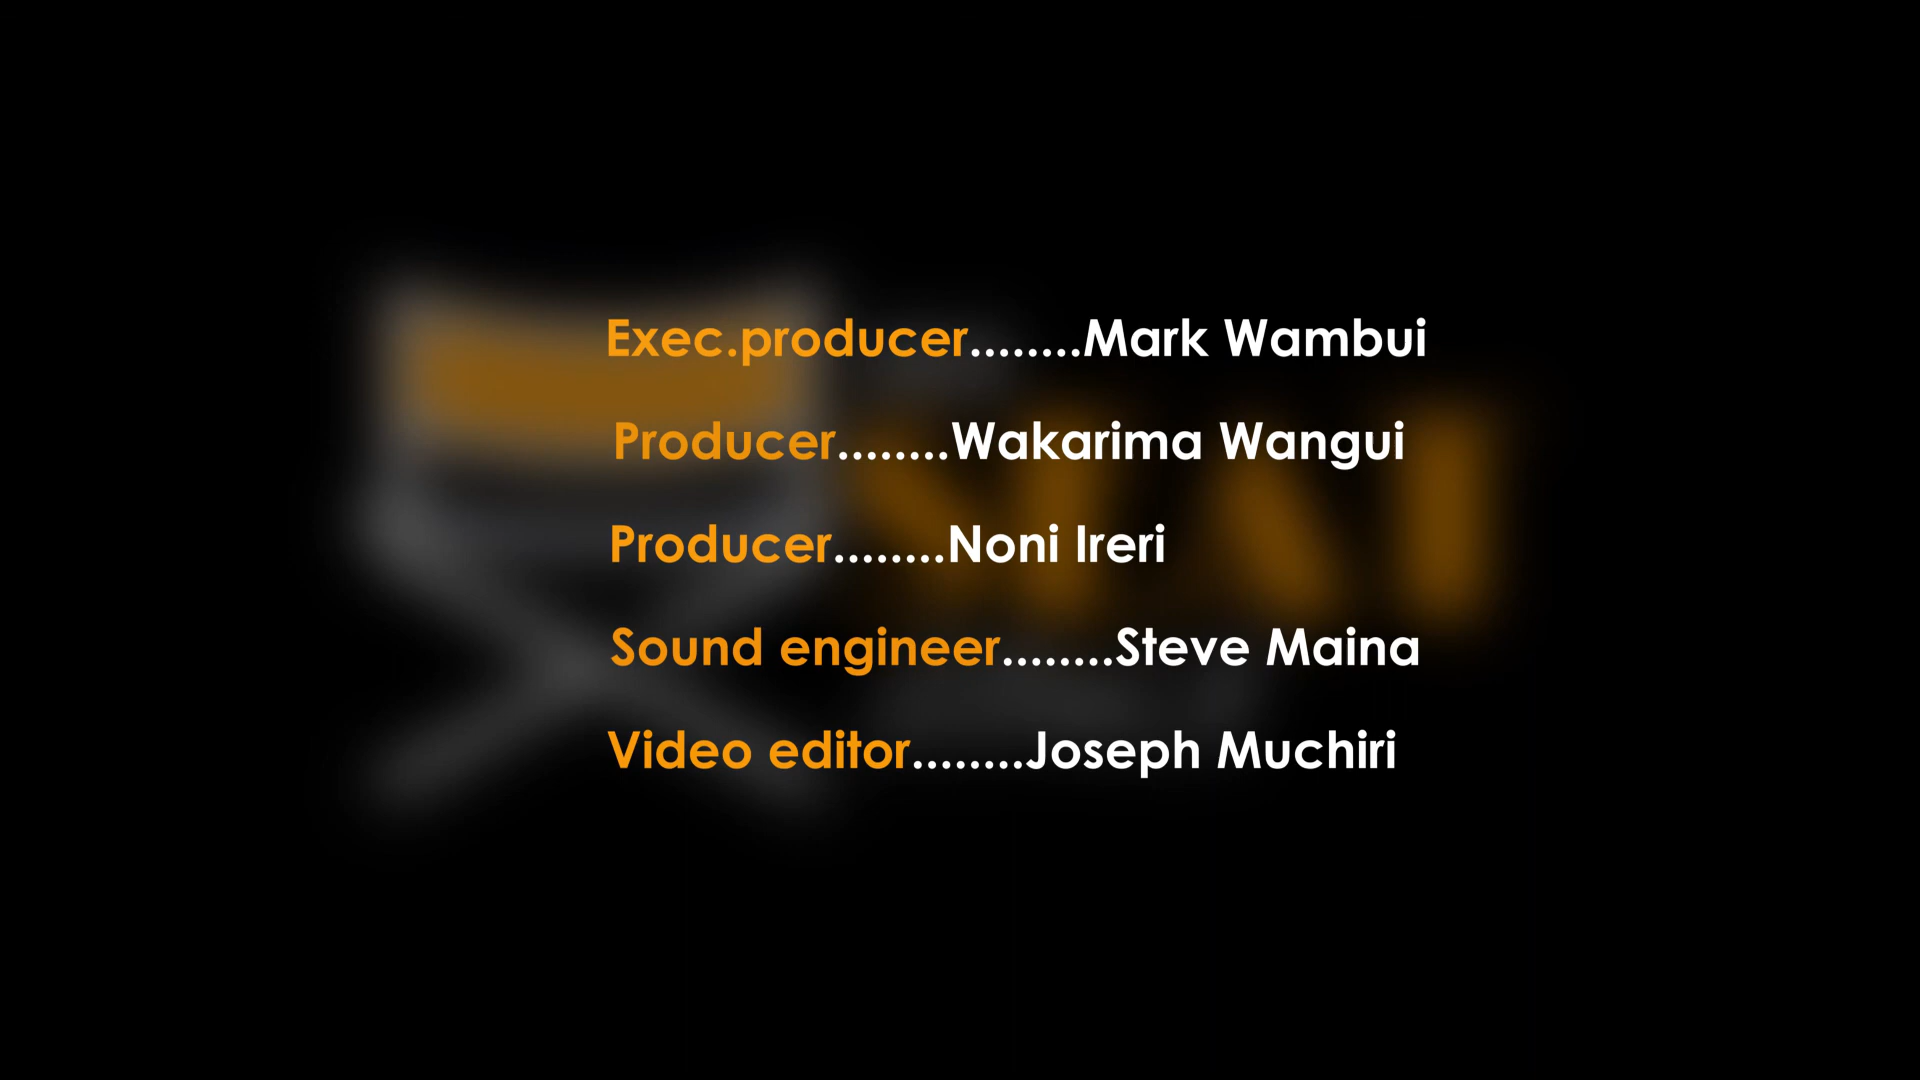 Exec.producer........Mark Wambui
Producer........Wakarima Wangui
Producer........Noni Ireri
Sound engineer........Steve Maina
Video editor........Joseph Muchiri